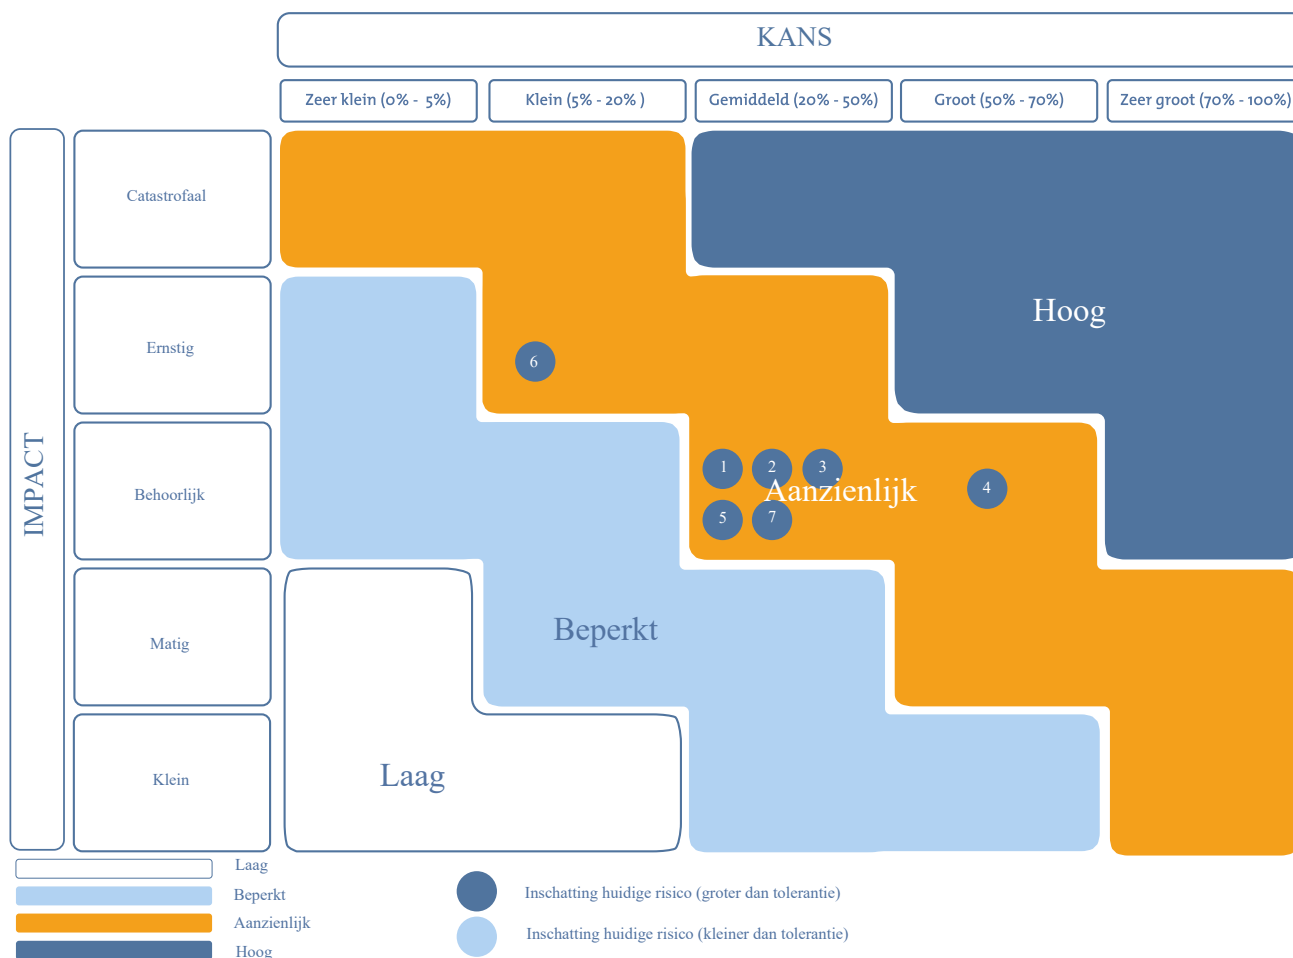 KANS
Zeer klein (0% - 5%)
Klein (5% - 20% )
Gemiddeld (20% - 50%)
Groot (50% - 70%)
Zeer groot (70% - 100%)
IMPACT
Catastrofaal
Hoog
Ernstig
6
Behoorlijk
1
2
3
Aanzienlijk
4
5
7
Matig
Beperkt
Klein
Laag
Laag
Beperkt
Aanzienlijk
Hoog
Inschatting huidige risico (groter dan tolerantie)
Inschatting huidige risico (kleiner dan tolerantie)